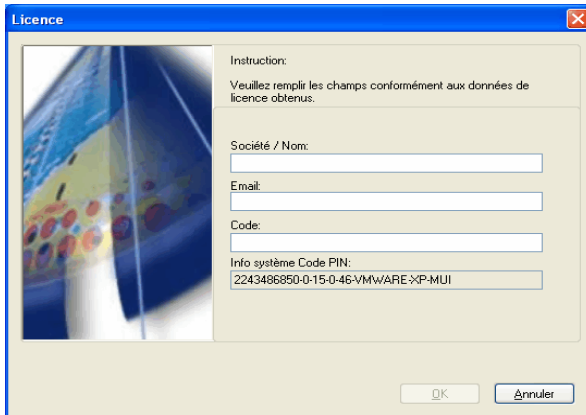 Licence
Instruction:
Veuillez remplir les champs conformément aux données de
licence obtenus.
Société / Nom:
Email:
Code:
Info système Code PIN:
2243486850-0-15-0-46-VMWARE-XP-MUI
OK
Annuler